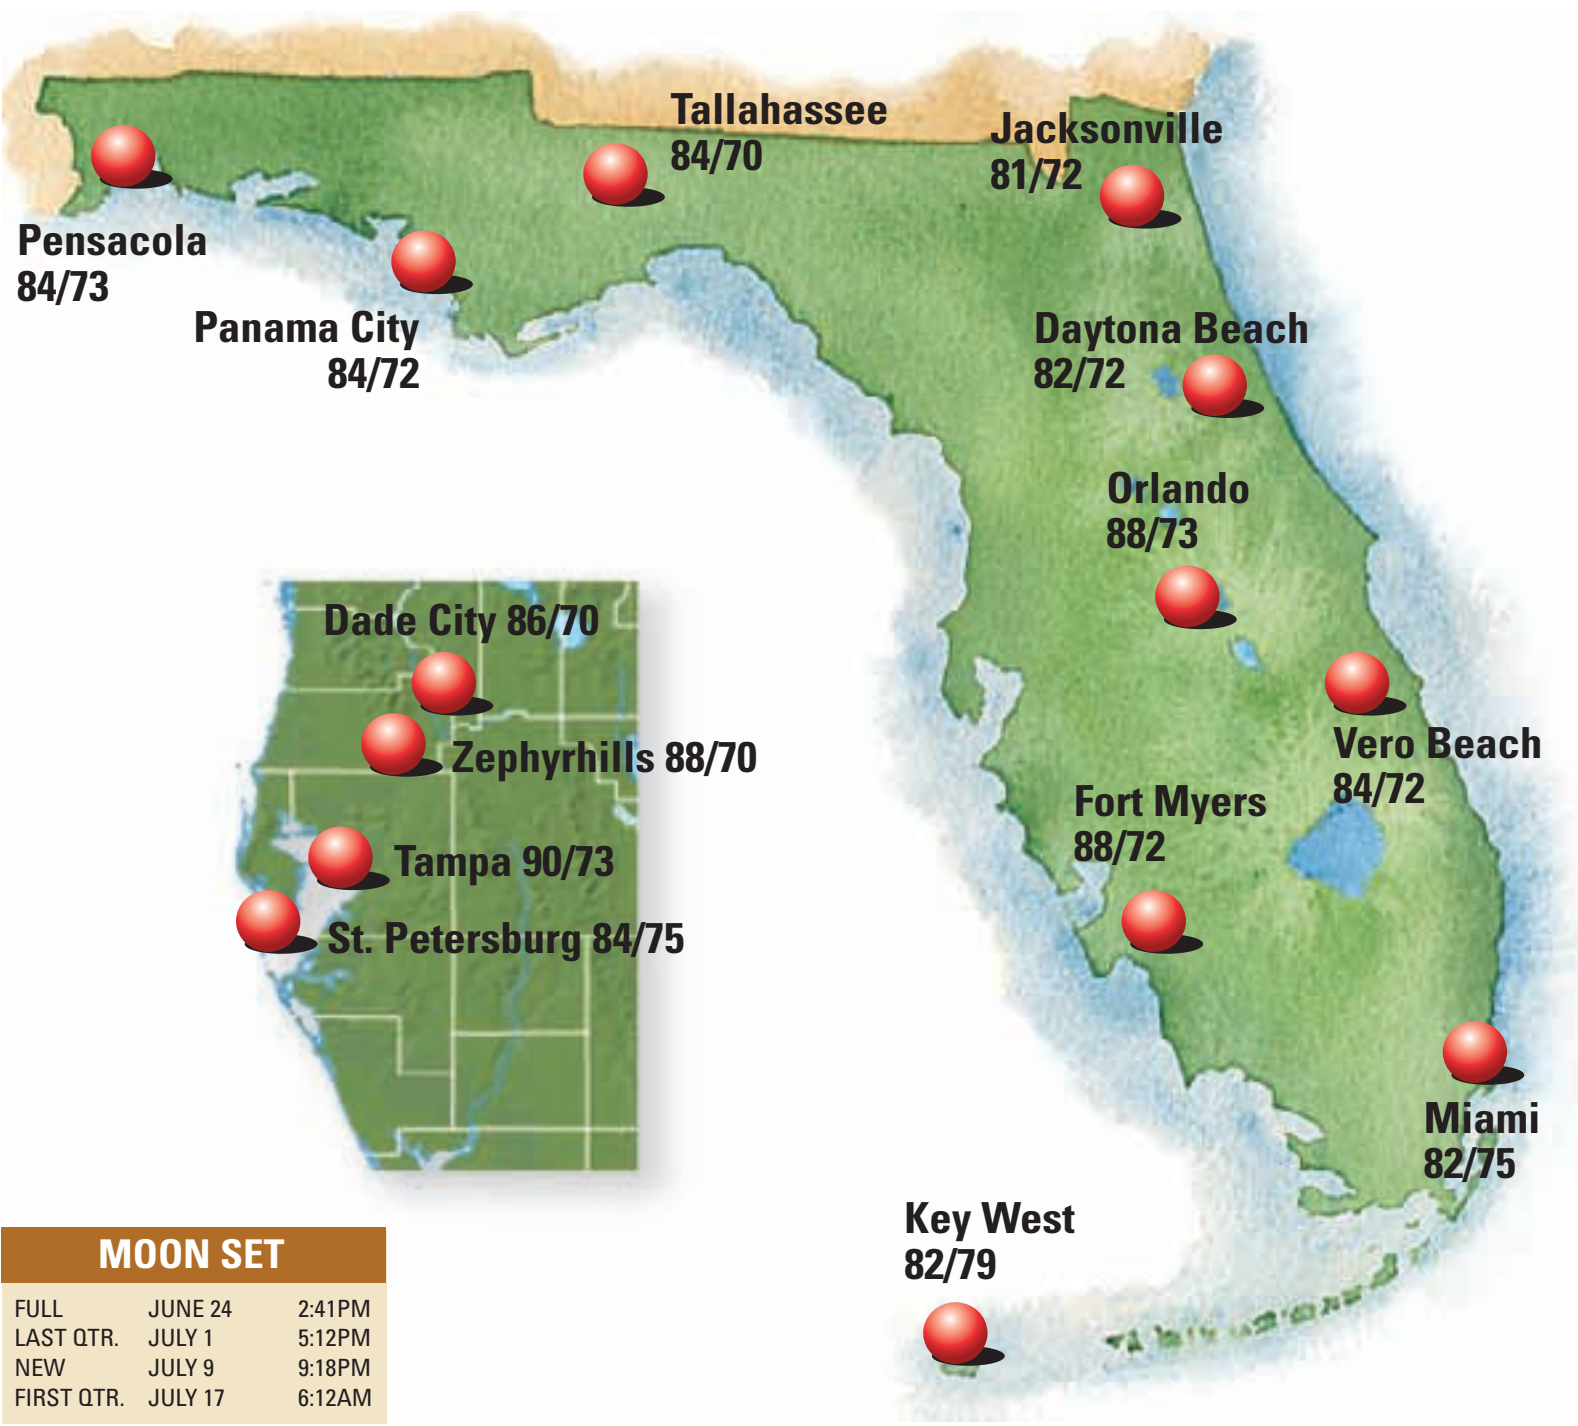 Tallahassee
84/70
Jacksonville
81/72
Pensacola
84/73
Panama City
84/72
Daytona Beach
82/72
Orlando
88/73
Dade City 86/70
Zephyrhills 88/70
Vero Beach
84/72
Fort Myers
88/72
Tampa 90/73
St. Petersburg 84/75
Miami
82/75
Key West
82/79
MOON SET
FULL JUNE 24 2:41PM
LAST QTR. JULY 1 5:12PM
NEW JULY 9 9:18PM
FIRST QTR. JULY 17 6:12AM